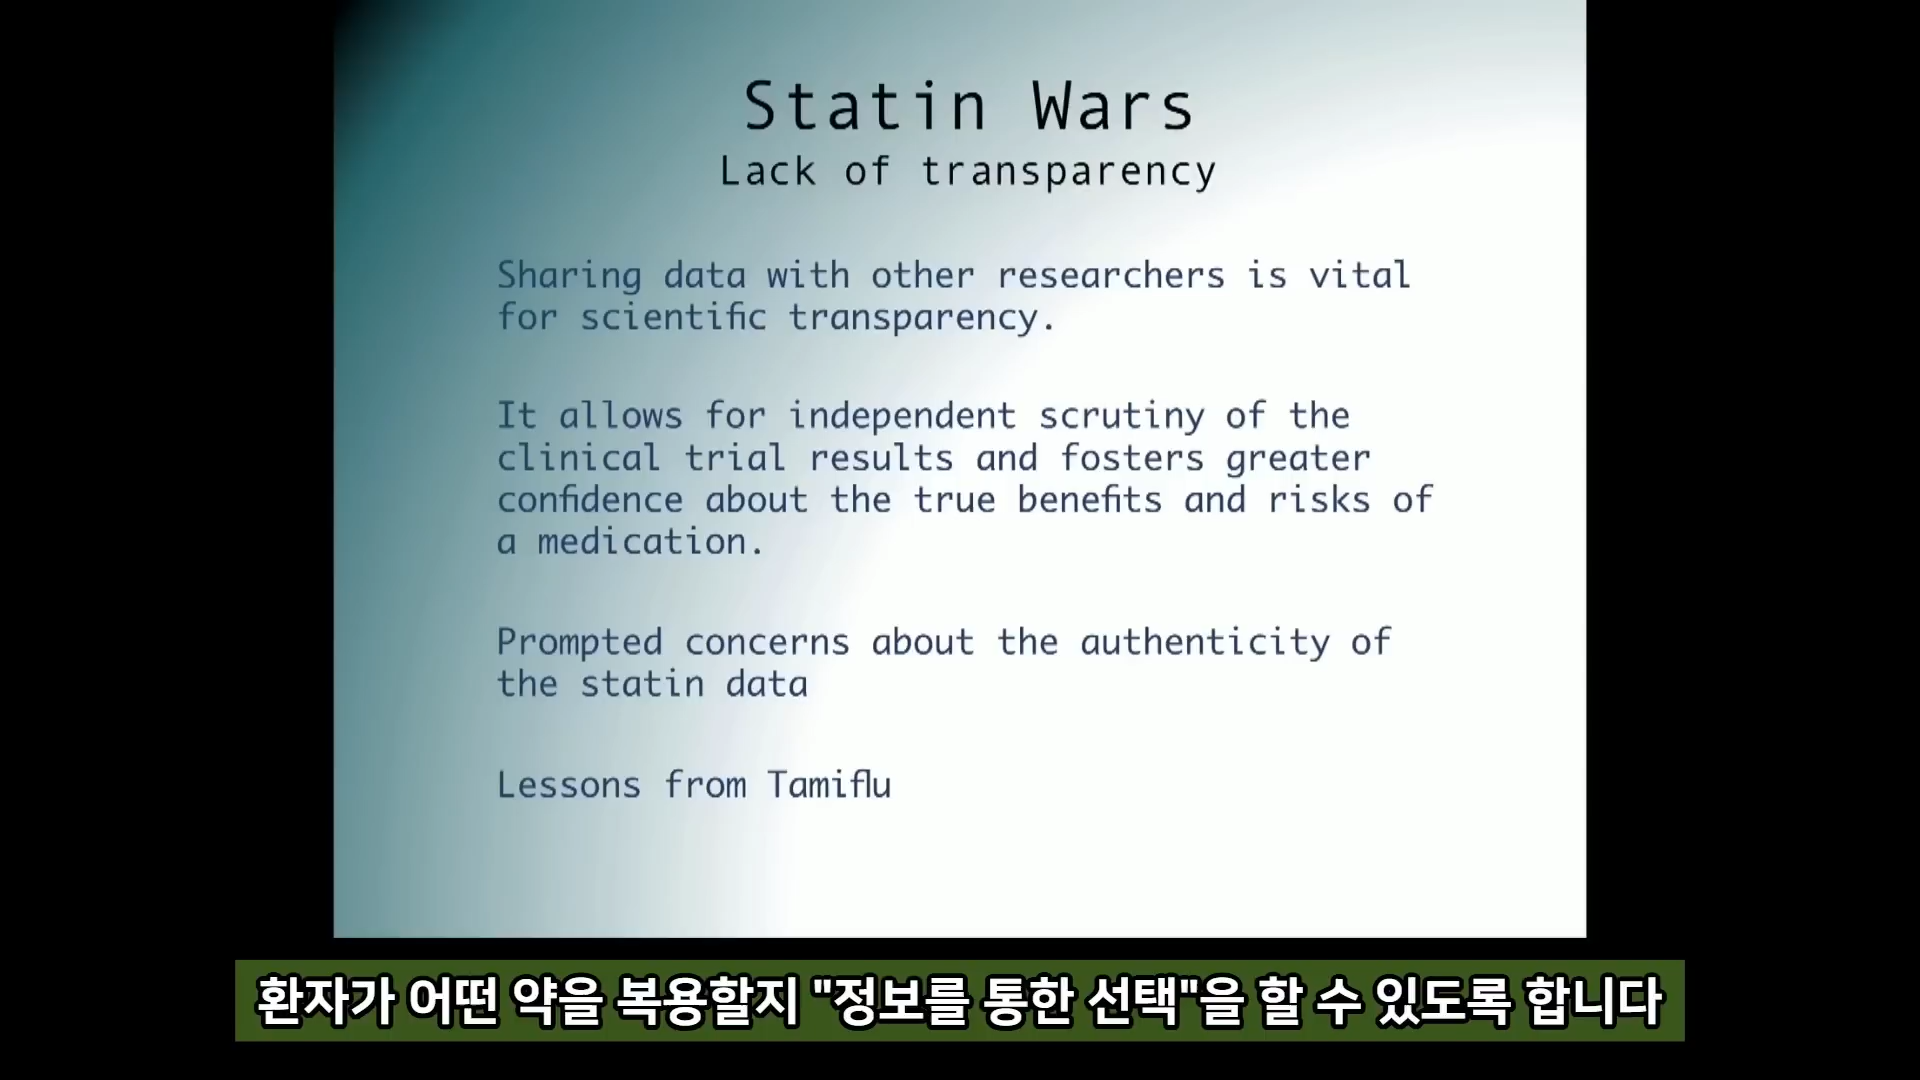 Statin Wars
Lack of transparency
Sharing data with other researchers is vital
for scientific transparency.
It allows for independent scrutiny of the
clinical trial results and fosters greater
confidence about the true benefits and risks of
a medication.
Prompted concerns about the authenticity of
the statin data
Lessons from Tamiflu
환자가 어떤 약을 복용할지 "정보를 통한 선택"을 할 수 있도록 합니다